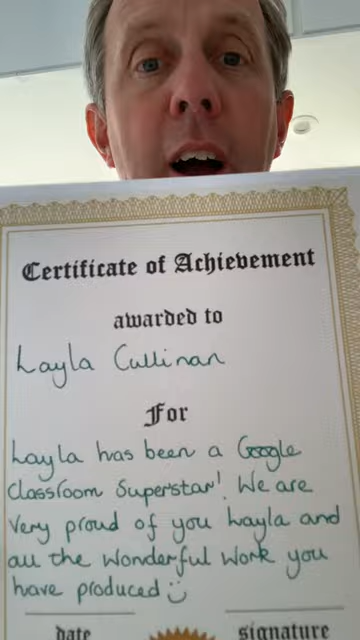 Certificate of Achievement
awarded to
Layla Cullinan
For
Layla has been a Google
Classroom Superstar! We are
very proud of you Layla and
all the wonderful work you
have produced
date signature